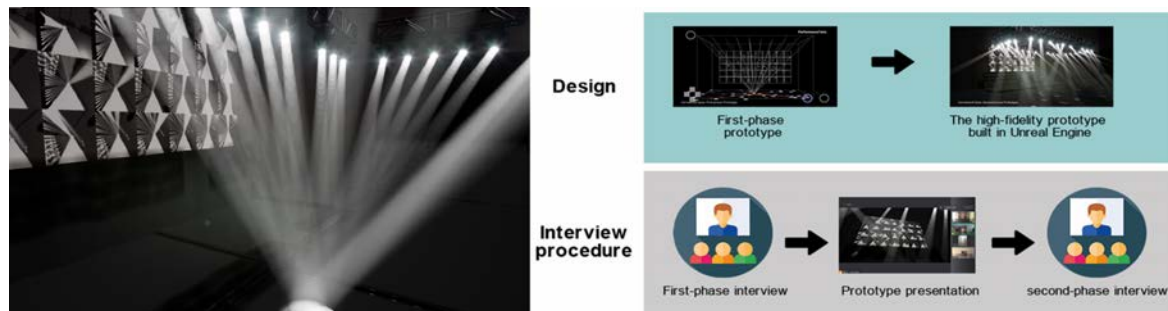 Design
First-phase
prototype
The high-fidelity prototype
built in Unreal Engine
Interview
procedure
First-phase interview
Prototype presentation
second-phase interview